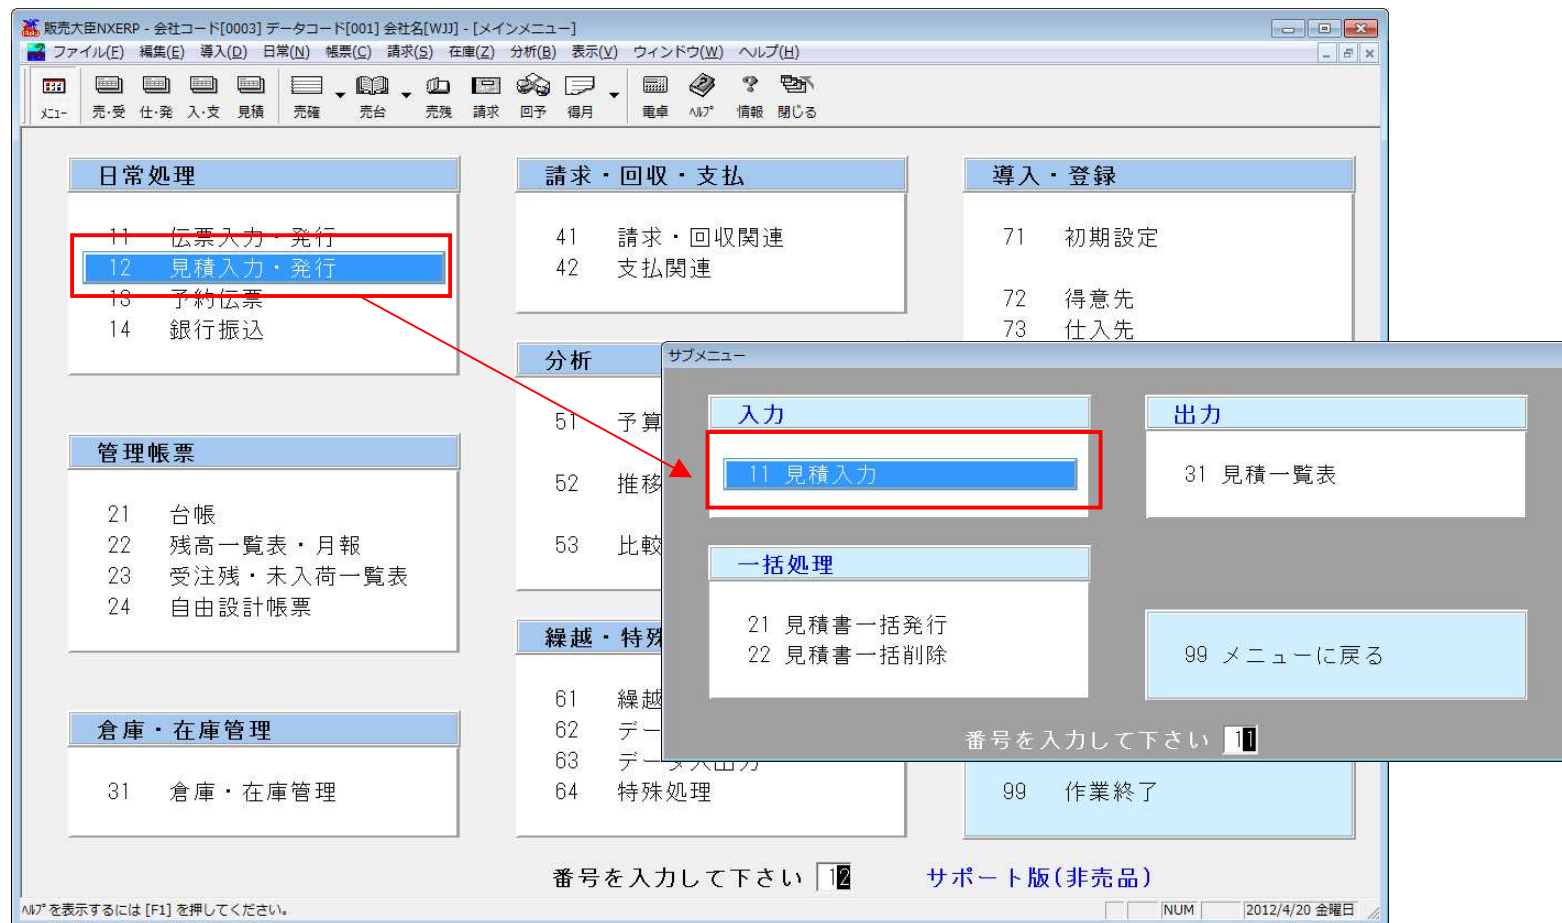 販売大臣NXERP - 会社コード[0003] データコード[001] 会社名[WJJ] - [メインメニュー]
ファイル(F) 編集(E) 導入(D) 日常(N) 帳票(C) 請求(S) 在庫(Z) 分析(B) 表示(V) ウィンドウ(W) ヘルプ(H)
ﾒﾆｭｰ 売・受 仕・発 入・支 見積 売確 売台 売残 請求 回予 得月 電卓 ﾍﾙﾌﾟ 情報 閉じる
日常処理
11 伝票入力・発行
12 見積入力・発行
13 予約伝票
14 銀行振込
管理帳票
21 台帳
22 残高一覧表・月報
23 受注残・未入荷一覧表
24 自由設計帳票
倉庫・在庫管理
31 倉庫・在庫管理
請求・回収・支払
41 請求・回収関連
42 支払関連
分析
51 予算
52 推移
53 比較
繰越・特殊
61 繰越
62 デー
63 データ入出力
64 特殊処理
導入・登録
71 初期設定
72 得意先
73 仕入先
99 作業終了
サブメニュー
入力
11 見積入力
一括処理
21 見積書一括発行
22 見積書一括削除
出力
31 見積一覧表
99 メニューに戻る
番号を入力して下さい 11
番号を入力して下さい 12
サポート版(非売品)
ﾍﾙﾌﾟを表示するには [F1] を押してください。
NUM
2012/4/20 金曜日